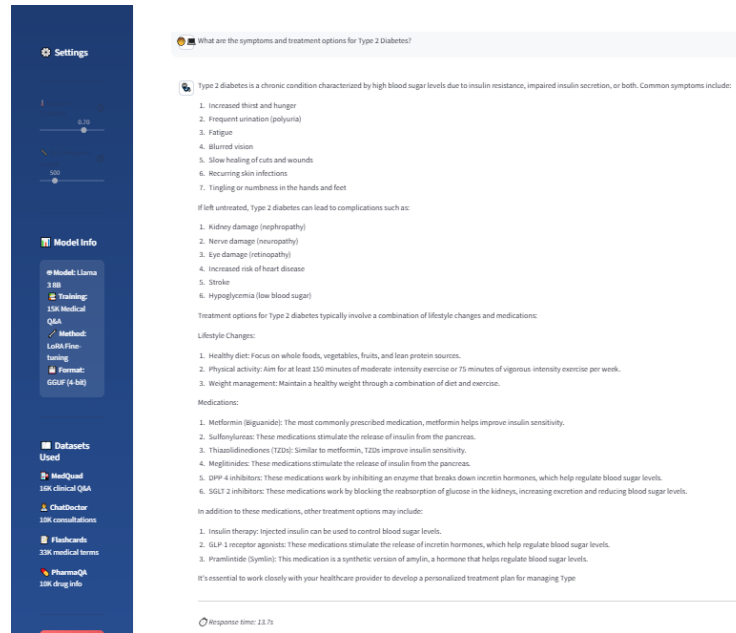 Settings
0.70
500
Model Info
Model: Llama
3 8B
Training:
15K Medical
Q&A
Method:
LoRA Fine-
tuning
Format:
GGUF (4-bit)
Datasets
Used
MedQuad
16K clinical Q&A
ChatDoctor
10K consultations
Flashcards
33K medical terms
PharmaQA
10K drug info
What are the symptoms and treatment options for Type 2 Diabetes?
Type 2 diabetes is a chronic condition characterized by high blood sugar levels due to insulin resistance, impaired insulin secretion, or both. Common symptoms include:
1. Increased thirst and hunger
2. Frequent urination (polyuria)
3. Fatigue
4. Blurred vision
5. Slow healing of cuts and wounds
6. Recurring skin infections
7. Tingling or numbness in the hands and feet
If left untreated, Type 2 diabetes can lead to complications such as:
1. Kidney damage (nephropathy)
2. Nerve damage (neuropathy)
3. Eye damage (retinopathy)
4. Increased risk of heart disease
5. Stroke
6. Hypoglycemia (low blood sugar)
Treatment options for Type 2 diabetes typically involve a combination of lifestyle changes and medications:
Lifestyle Changes:
1. Healthy diet: Focus on whole foods, vegetables, fruits, and lean protein sources.
2. Physical activity: Aim for at least 150 minutes of moderate intensity exercise or 75 minutes of vigorous intensity exercise per week.
3. Weight management: Maintain a healthy weight through a combination of diet and exercise.
Medications:
1. Metformin (Biguanide): The most commonly prescribed medication, metformin helps improve insulin sensitivity.
2. Sulfonylureas: These medications stimulate the release of insulin from the pancreas.
3. Thiazolidinediones (TZDs): Similar to metformin, TZDs improve insulin sensitivity.
4. Meglitinides: These medications stimulate the release of insulin from the pancreas.
5. DPP 4 inhibitors: These medications work by inhibiting an enzyme that breaks down incretin hormones, which help regulate blood sugar levels.
6. SGLT 2 inhibitors: These medications work by blocking the reabsorption of glucose in the kidneys, increasing excretion and reducing blood sugar levels.
In addition to these medications, other treatment options may include:
1. Insulin therapy: Injected insulin can be used to control blood sugar levels.
2. GLP 1 receptor agonists: These medications stimulate the release of incretin hormones, which help regulate blood sugar levels.
3. Pramlintide (Symlin): This medication is a synthetic version of amylin, a hormone that helps regulate blood sugar levels.
It's essential to work closely with your healthcare provider to develop a personalized treatment plan for managing Type
Response time: 13.7s